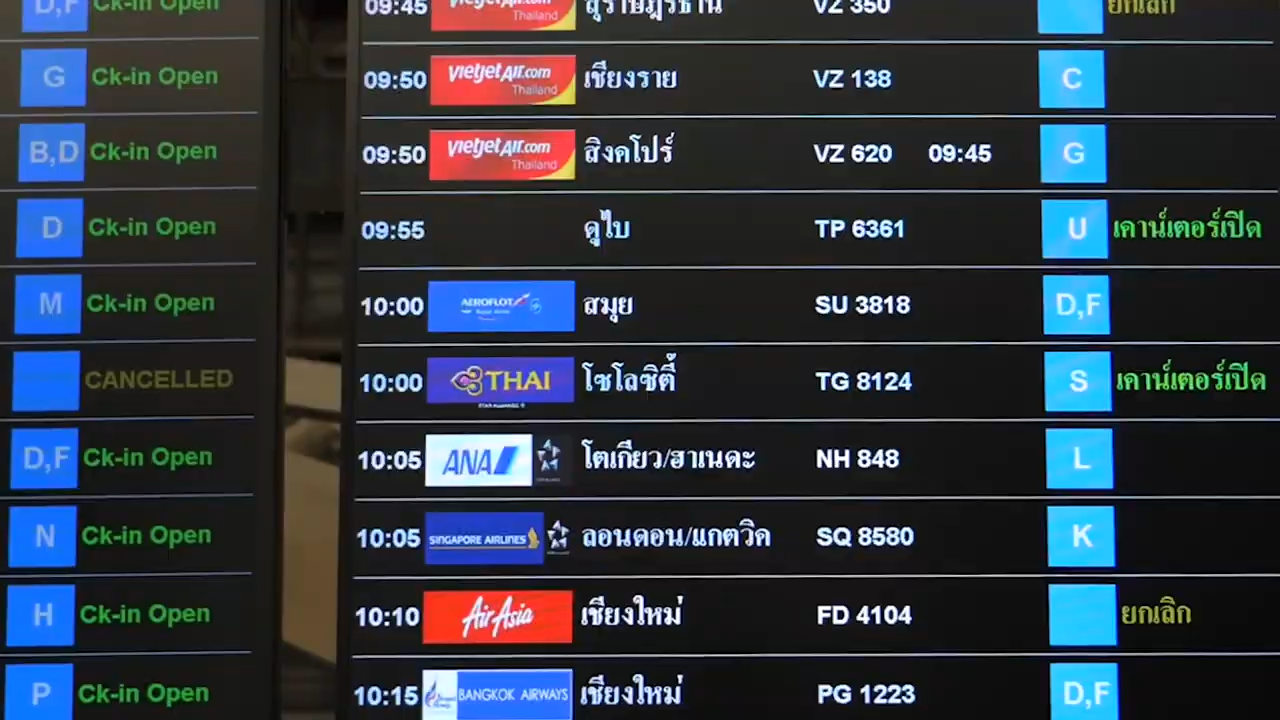 D,F Ck-in Open
G Ck-in Open
B,D Ck-in Open
D Ck-in Open
M Ck-in Open
CANCELLED
D,F Ck-in Open
N Ck-in Open
H Ck-in Open
P Ck-in Open
09:45 vietjetAir.com Thailand สุราษฎร์ธานี VZ 350 ยกเลิก
09:50 vietjetAir.com Thailand เชียงราย VZ 138 C
09:50 vietjetAir.com Thailand สิงคโปร์ VZ 620 09:45 G
09:55 ดูไบ TP 6361 U เคาน์เตอร์เปิด
10:00 AEROFLOT สมุย SU 3818 D,F
10:00 THAI โซโลซิตี้ TG 8124 S เคาน์เตอร์เปิด
10:05 ANA โตเกียว/ฮาเนดะ NH 848 L
10:05 SINGAPORE AIRLINES ลอนดอน/แกตวิค SQ 8580 K
10:10 AirAsia เชียงใหม่ FD 4104 ยกเลิก
10:15 BANGKOK AIRWAYS เชียงใหม่ PG 1223 D,F